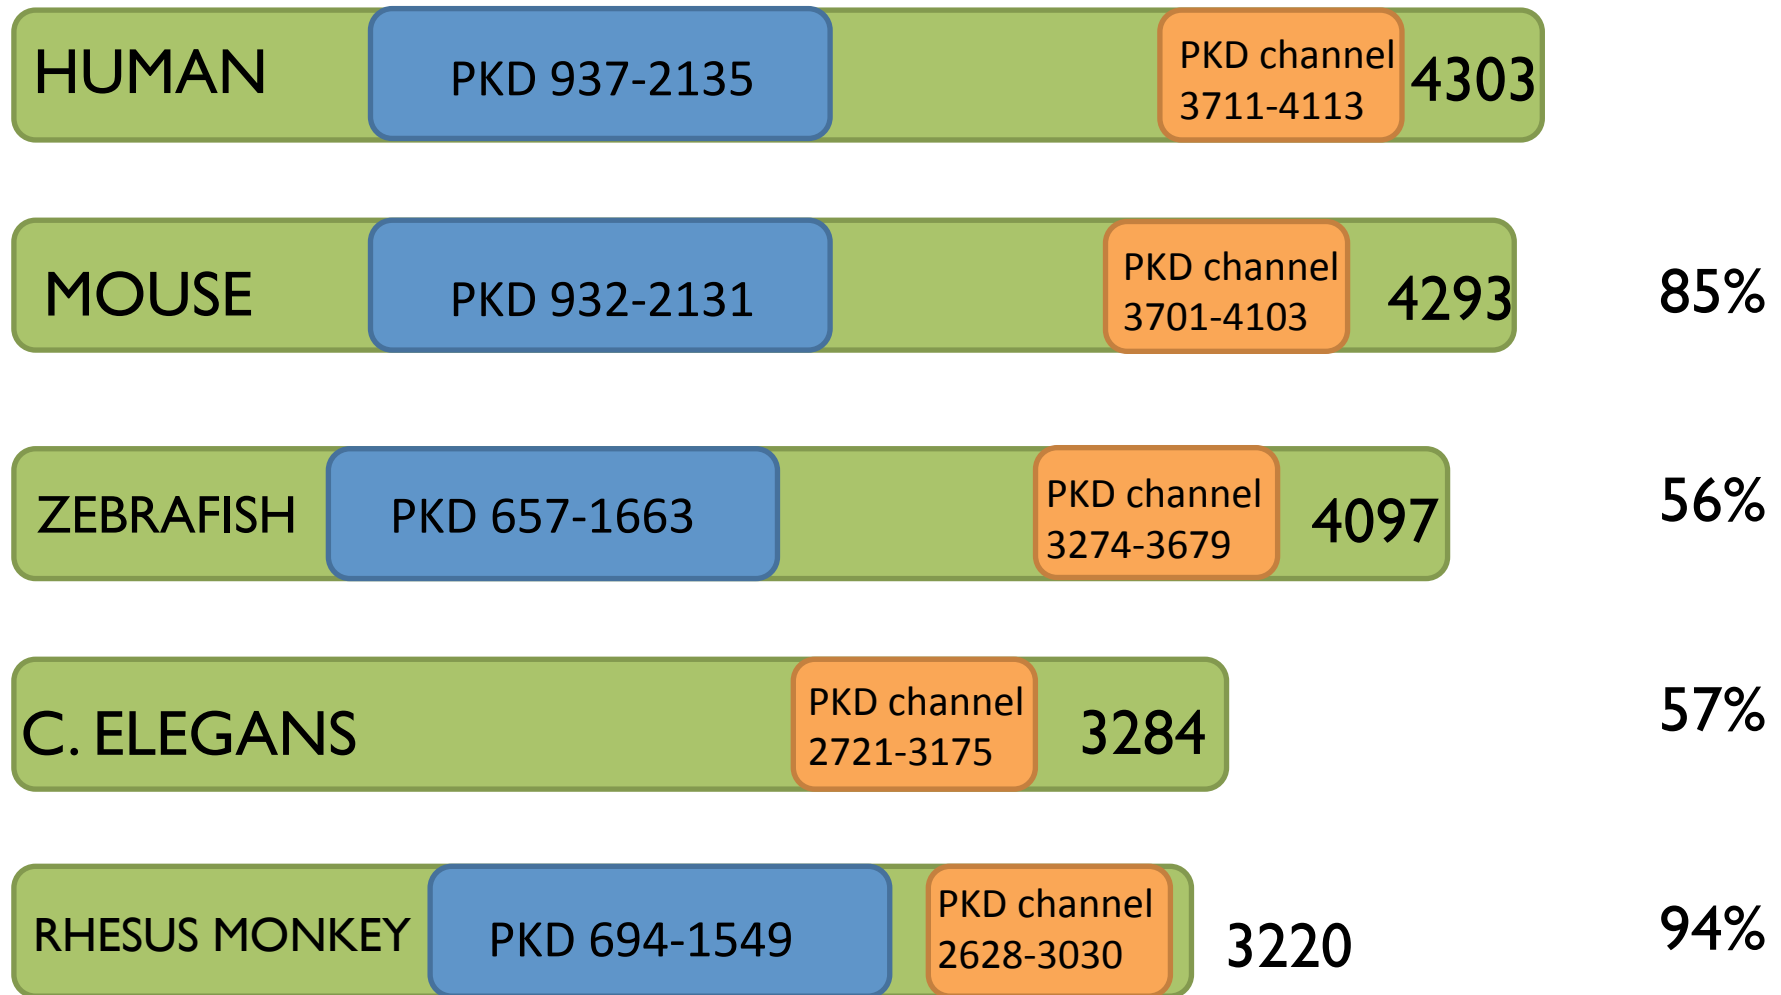 HUMAN
PKD 937-2135
PKD channel
3711-4113
4303
MOUSE
PKD 932-2131
PKD channel
3701-4103
4293
85%
ZEBRAFISH
PKD 657-1663
PKD channel
3274-3679
4097
56%
C. ELEGANS
PKD channel
2721-3175
3284
57%
RHESUS MONKEY
PKD 694-1549
PKD channel
2628-3030
3220
94%